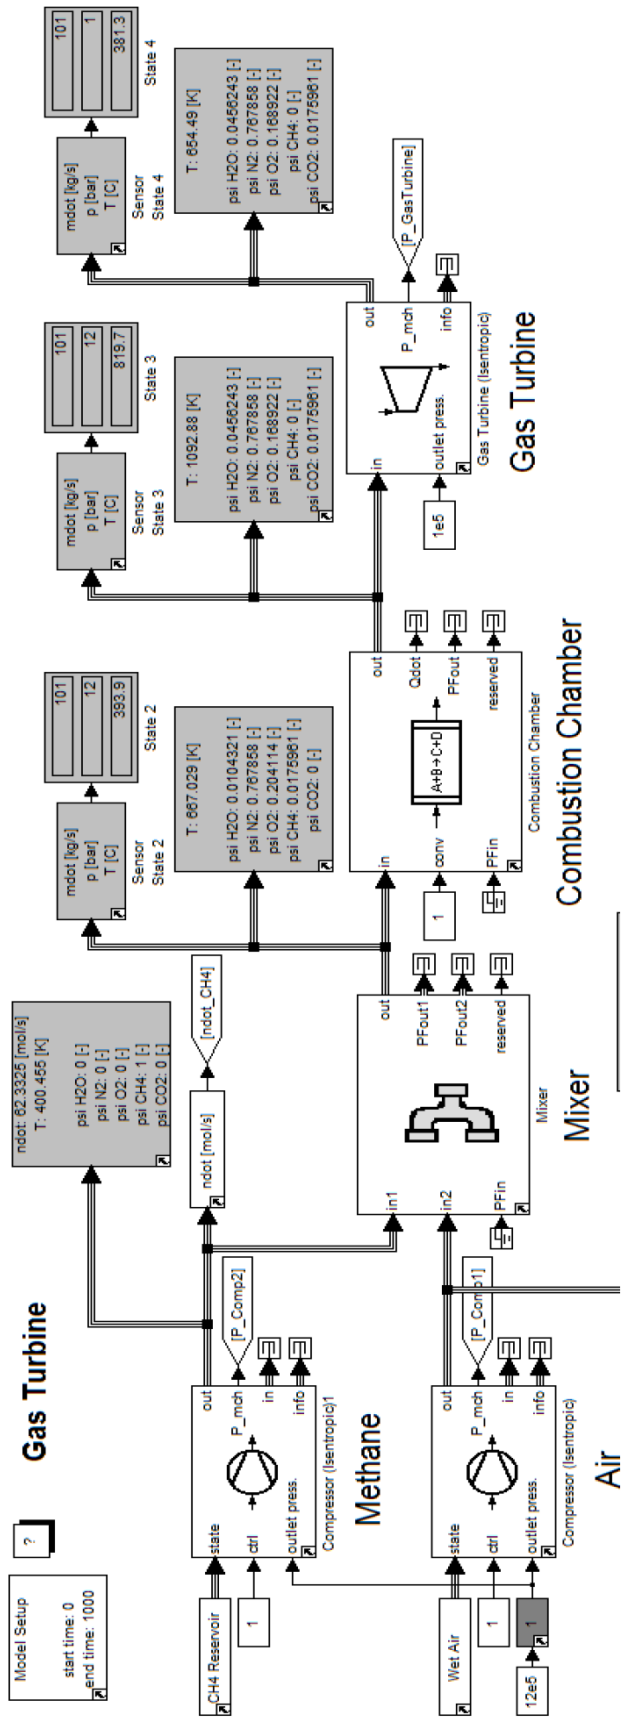 Model Setup
start time: 0
end time: 1000
?
Gas Turbine
CH4 Reservoir
1
state
ctrl
outlet press.
out
P_mch
in
info
Compressor (Isentropic)1
Methane
[P_Comp2]
ndot: 62.3325 [mol/s]
T: 400.455 [K]
psi H2O: 0 [-]
psi N2: 0 [-]
psi O2: 0 [-]
psi CH4: 1 [-]
psi CO2: 0 [-]
ndot [mol/s]
[ndot_CH4]
Wet Air
1
12e5
1
state
ctrl
outlet press.
out
P_mch
in
info
Compressor (Isentropic)
Air
[P_Comp1]
in1
in2
PFin
out
PFout1
PFout2
reserved
Mixer
Mixer
mdot [kg/s]
p [bar]
T [C]
Sensor
State 2
101
12
393.9
State 2
T: 667.029 [K]
psi H2O: 0.0104321 [-]
psi N2: 0.767858 [-]
psi O2: 0.204114 [-]
psi CH4: 0.0175961 [-]
psi CO2: 0 [-]
1
in
conv
PFin
A+B→C+D
out
Qdot
PFout
reserved
Combustion Chamber
Combustion Chamber
mdot [kg/s]
p [bar]
T [C]
Sensor
State 3
101
12
819.7
State 3
T: 1092.88 [K]
psi H2O: 0.0456243 [-]
psi N2: 0.767858 [-]
psi O2: 0.168922 [-]
psi CH4: 0 [-]
psi CO2: 0.0175961 [-]
1e5
in
outlet press.
out
P_mch
info
Gas Turbine (Isentropic)
Gas Turbine
[P_GasTurbine]
mdot [kg/s]
p [bar]
T [C]
Sensor
State 4
101
1
381.3
State 4
T: 654.49 [K]
psi H2O: 0.0456243 [-]
psi N2: 0.767858 [-]
psi O2: 0.168922 [-]
psi CH4: 0 [-]
psi CO2: 0.0175961 [-]